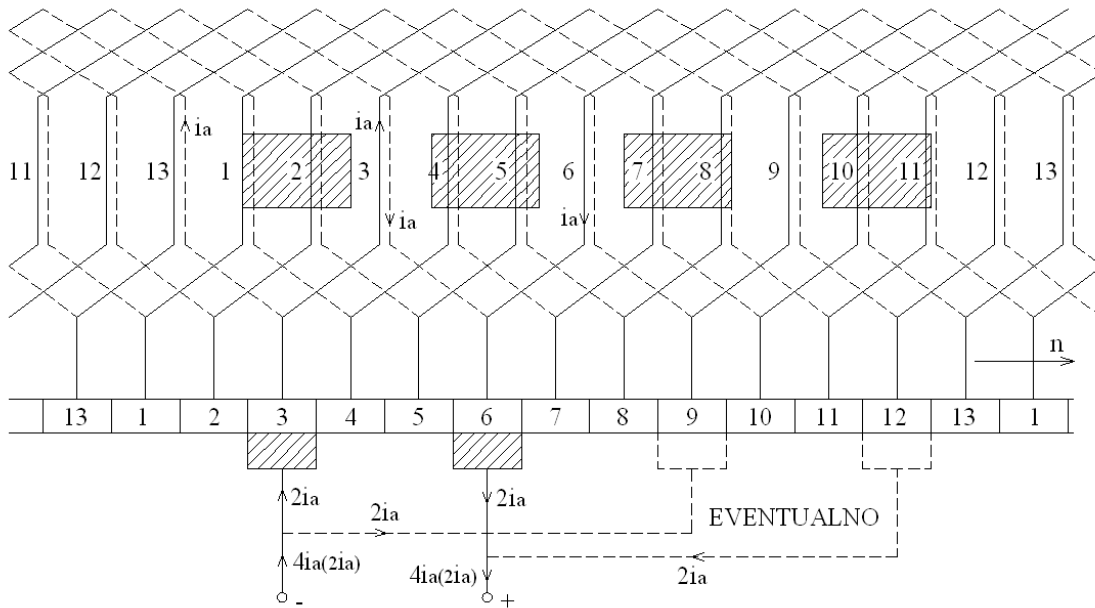 ia ia
11 12 13 1 2 3 4 5 6 7 8 9 10 11 12 13
ia ia
n
13 1 2 3 4 5 6 7 8 9 10 11 12 13 1
2ia 2ia 2ia
EVENTUALNO
4ia(2ia) 4ia(2ia) 2ia
- +